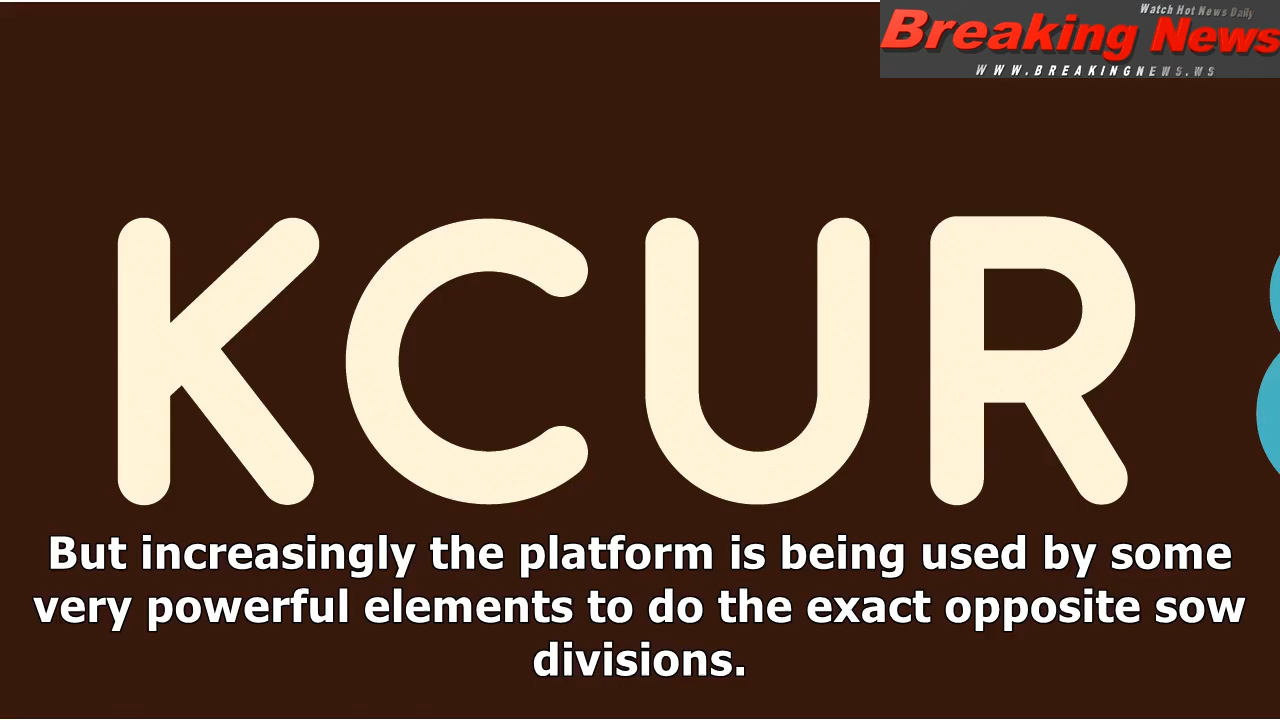 Watch Hot News Daily
Breaking News
WWW.BREAKINGNEWS.WS
KCUR
But increasingly the platform is being used by some
very powerful elements to do the exact opposite sow
divisions.